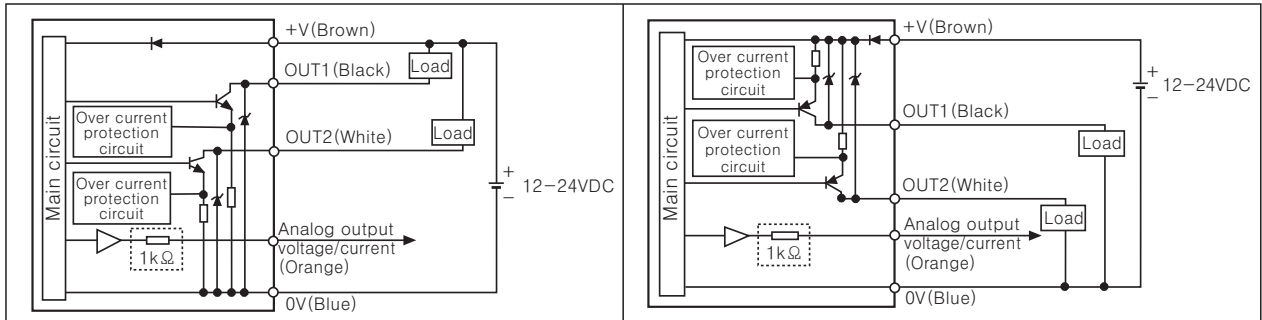 +V(Brown)
Load
OUT1(Black)
Over current
protection
circuit
Load
OUT2(White)
Main circuit
Over current
protection
circuit
+
12-24VDC
−
Analog output
voltage/current
(Orange)
1kΩ
0V(Blue)
+V(Brown)
Over current
protection
circuit
+
12-24VDC
−
OUT1(Black)
Over current
protection
circuit
Load
Main circuit
OUT2(White)
Load
Analog output
voltage/current
(Orange)
1kΩ
0V(Blue)